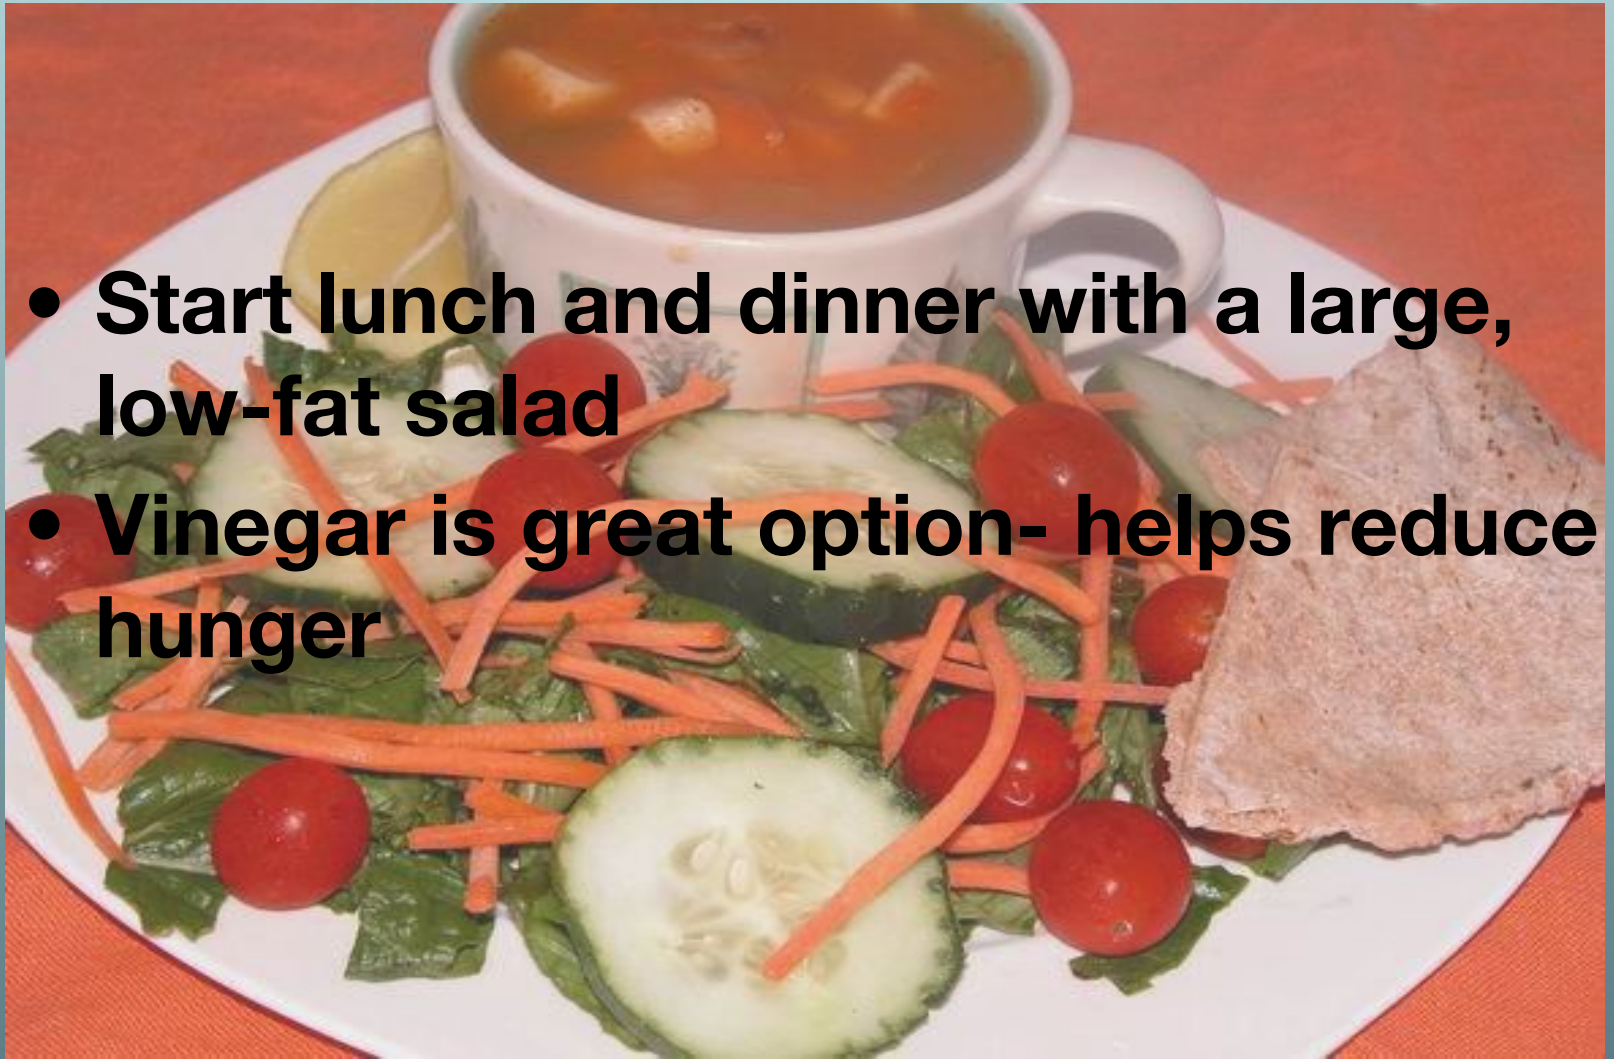 • Start lunch and dinner with a large,
low-fat salad
• Vinegar is great option- helps reduce
hunger